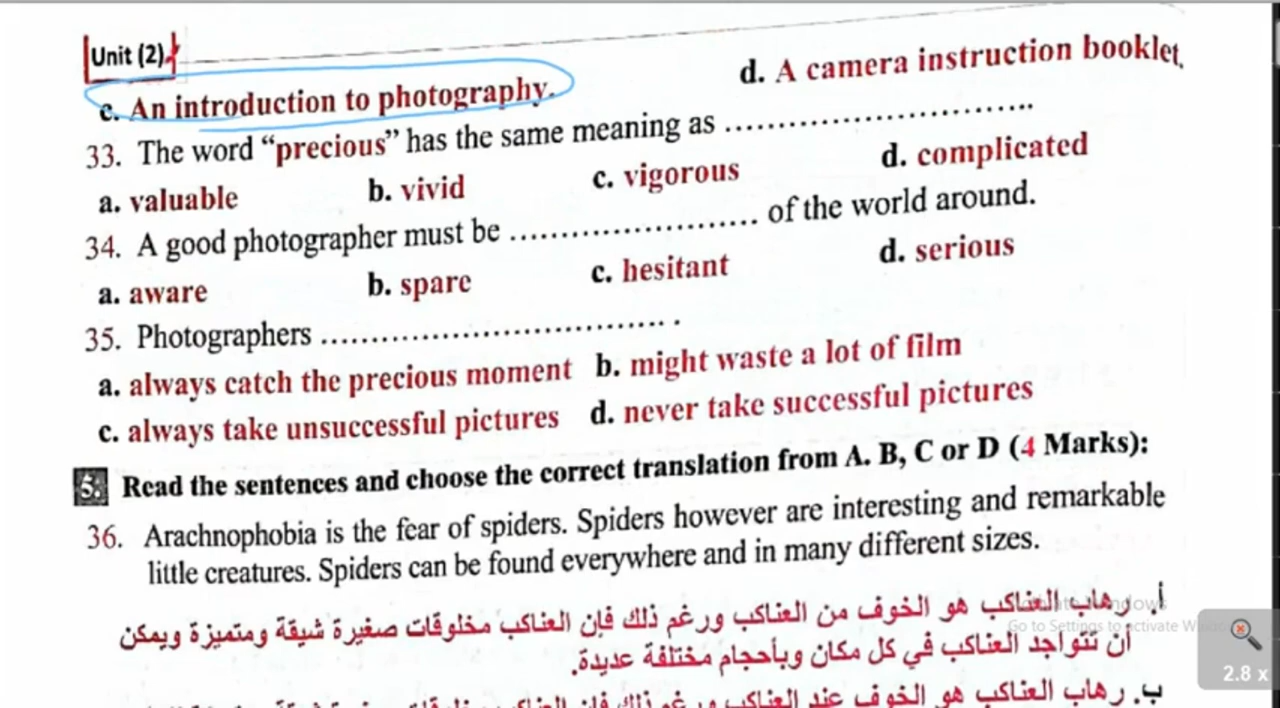 Unit (2)
c. An introduction to photography. d. A camera instruction booklet
33. The word “precious” has the same meaning as ................................
a. valuable b. vivid c. vigorous d. complicated
34. A good photographer must be ......................... of the world around.
a. aware b. spare c. hesitant d. serious
35. Photographers ................................... .
a. always catch the precious moment b. might waste a lot of film
c. always take unsuccessful pictures d. never take successful pictures
5. Read the sentences and choose the correct translation from A. B, C or D (4 Marks):
36. Arachnophobia is the fear of spiders. Spiders however are interesting and remarkable
little creatures. Spiders can be found everywhere and in many different sizes.
أ. رهاب العناكب هو الخوف من العناكب ورغم ذلك فإن العناكب مخلوقات صغيرة شيقة ومتميزة ويمكن
Go to Settings to activate
أن تتواجد العناكب في كل مكان وبأحجام مختلفة عديدة.
ب. رهاب العناكب هو الخوف عند العناكب ورغم ذلك فإن العناكب مخلوقات
2.8 x